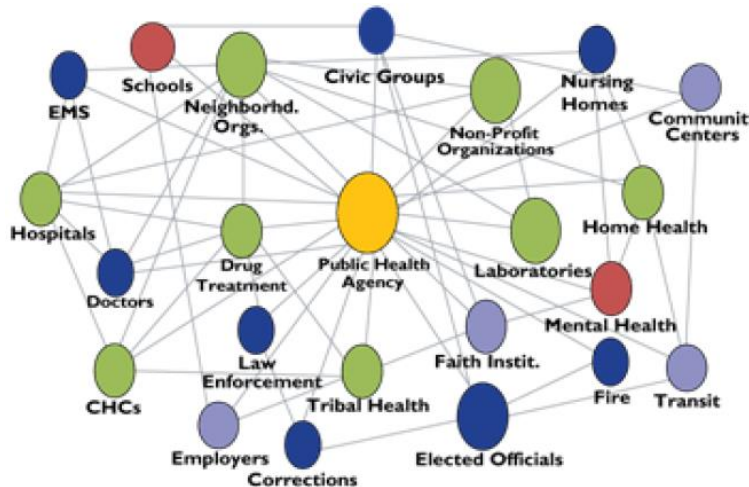 Schools
Civic Groups
Nursing
Homes
EMS
Neighborhd.
Orgs.
Non-Profit
Organizations
Communit
Centers
Hospitals
Home Health
Drug
Treatment
Public Health
Agency
Laboratories
Doctors
Mental Health
Law
Enforcement
Faith Instit.
Fire
Transit
CHCs
Tribal Health
Employers
Corrections
Elected Officials